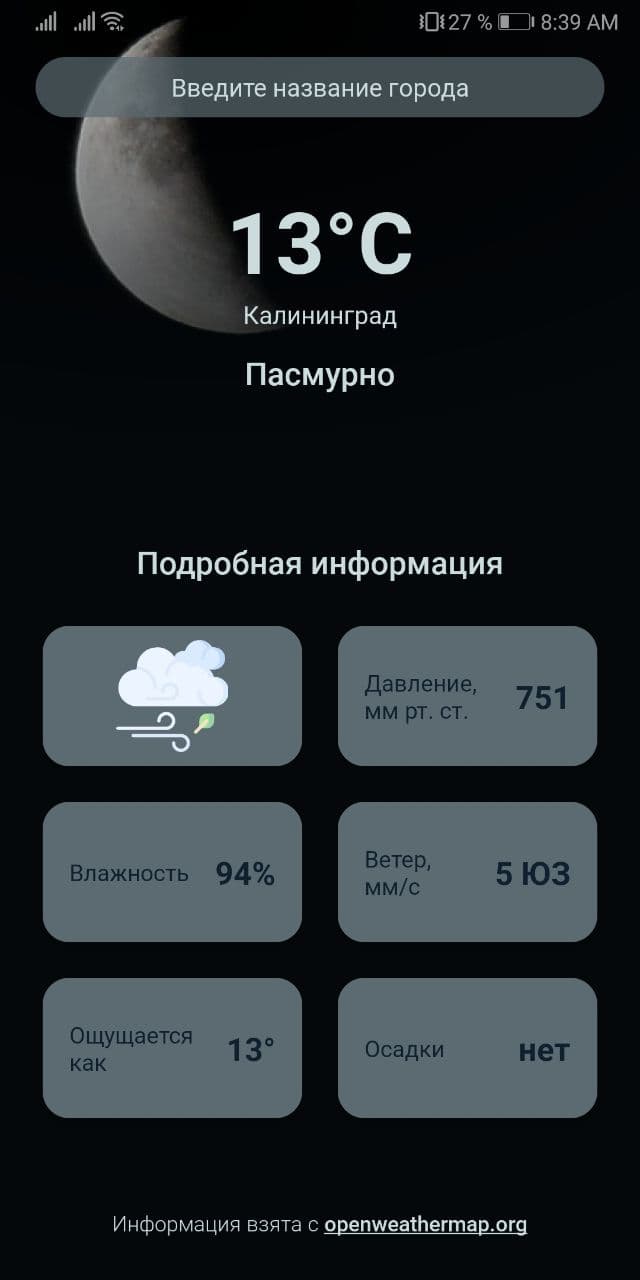 27 % 8:39 AM
Введите название города
13°C
Калининград
Пасмурно
Подробная информация
Давление,
мм рт. ст.
751
Влажность
94%
Ветер,
мм/с
5 ЮЗ
Ощущается
как
13°
Осадки
нет
Информация взята с openweathermap.org